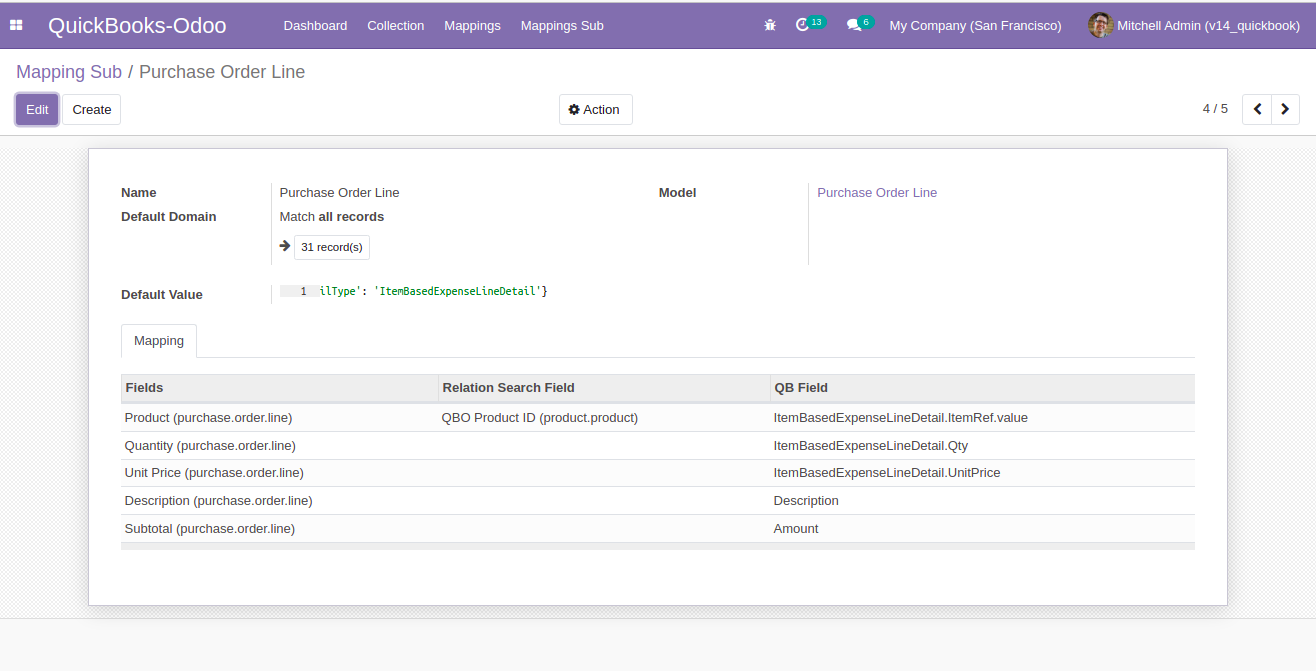 QuickBooks-Odoo Dashboard Collection Mappings Mappings Sub 13 6 My Company (San Francisco) Mitchell Admin (v14_quickbook)
Mapping Sub / Purchase Order Line
Edit Create Action 4 / 5
Name Purchase Order Line Model Purchase Order Line
Default Domain Match all records
31 record(s)
Default Value 1 ilType': 'ItemBasedExpenseLineDetail'}
Mapping
Fields Relation Search Field QB Field
Product (purchase.order.line) QBO Product ID (product.product) ItemBasedExpenseLineDetail.ItemRef.value
Quantity (purchase.order.line) ItemBasedExpenseLineDetail.Qty
Unit Price (purchase.order.line) ItemBasedExpenseLineDetail.UnitPrice
Description (purchase.order.line) Description
Subtotal (purchase.order.line) Amount